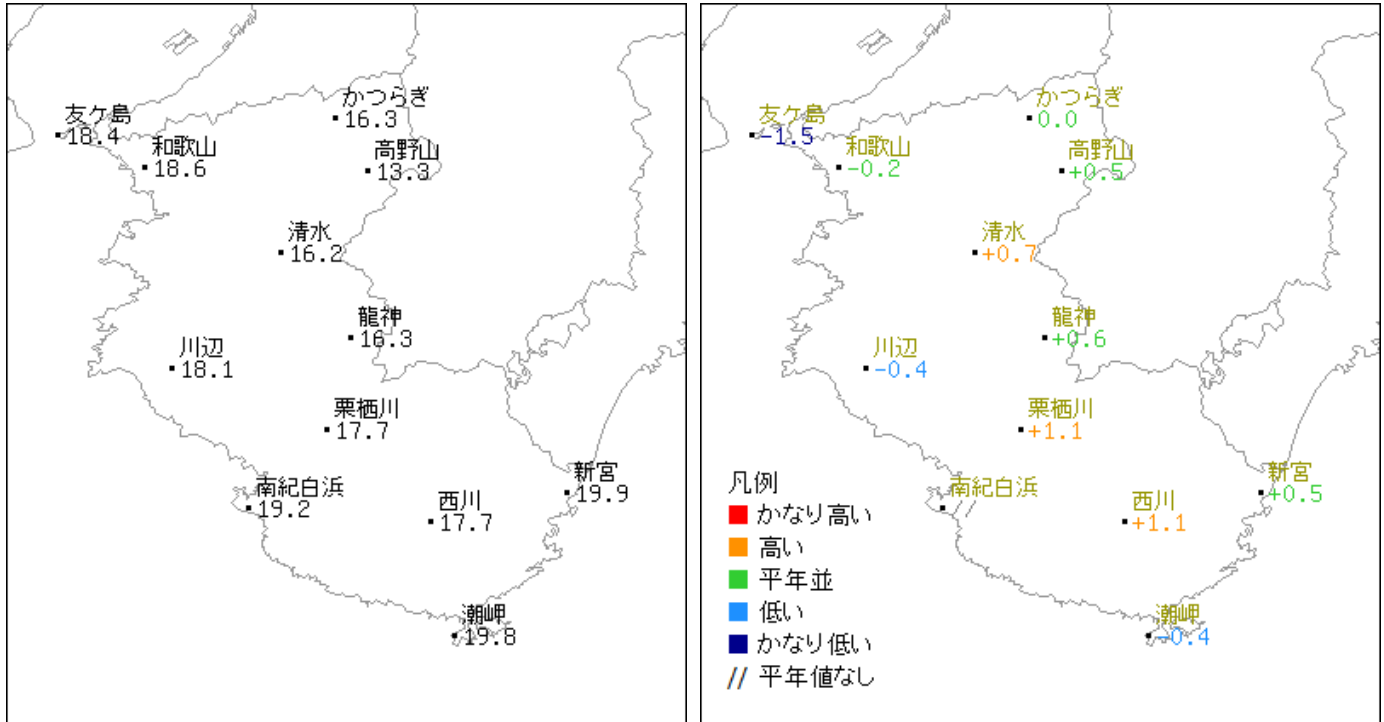 かつらぎ
16.3
友ケ島
18.4
和歌山
18.6
高野山
13.3
清水
16.2
龍神
16.3
川辺
18.1
栗栖川
17.7
新宮
19.9
南紀白浜
19.2
西川
17.7
潮岬
19.8
かつらぎ
0.0
友ケ島
-1.5
和歌山
-0.2
高野山
+0.5
清水
+0.7
龍神
+0.6
川辺
-0.4
栗栖川
+1.1
新宮
+0.5
南紀白浜
//
西川
+1.1
潮岬
-0.4
凡例
かなり高い
高い
平年並
低い
かなり低い
// 平年値なし